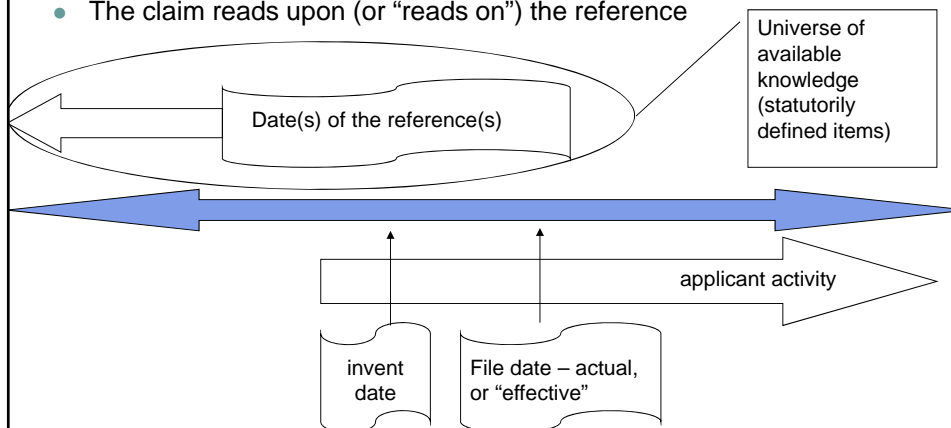 • The claim reads upon (or “reads on”) the reference
Universe of
available
knowledge
(statutorily
defined items)
Date(s) of the reference(s)
applicant activity
invent
date
File date – actual,
or “effective”